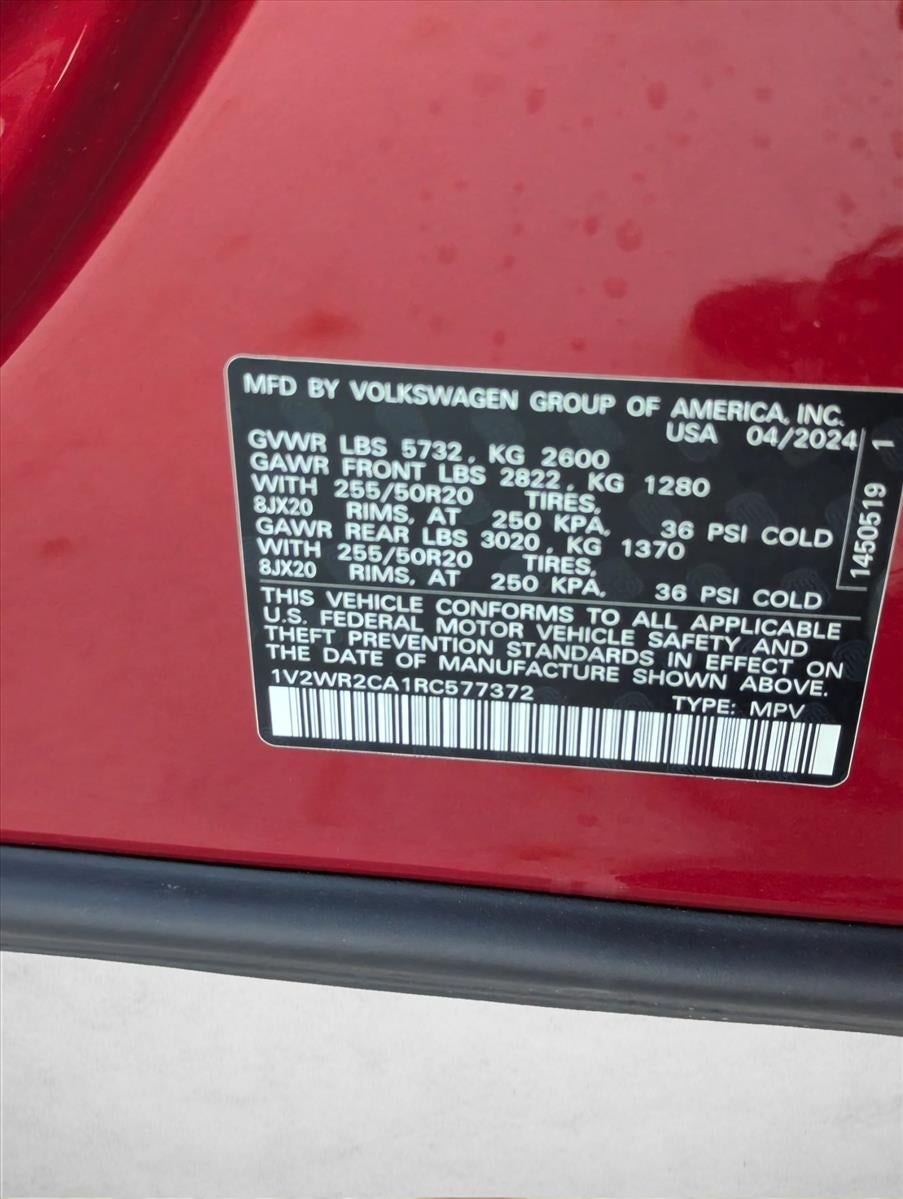 MFD BY VOLKSWAGEN GROUP OF AMERICA, INC.
USA 04/2024
GVWR LBS 5732, KG 2600
GAWR FRONT LBS 2822, KG 1280
WITH 255/50R20 TIRES,
8JX20 RIMS, AT 250 KPA, 36 PSI COLD
GAWR REAR LBS 3020, KG 1370
WITH 255/50R20 TIRES,
8JX20 RIMS, AT 250 KPA, 36 PSI COLD
THIS VEHICLE CONFORMS TO ALL APPLICABLE
U.S. FEDERAL MOTOR VEHICLE SAFETY AND
THEFT PREVENTION STANDARDS IN EFFECT ON
THE DATE OF MANUFACTURE SHOWN ABOVE.
1V2WR2CA1RC577372 TYPE: MPV
1450519 1